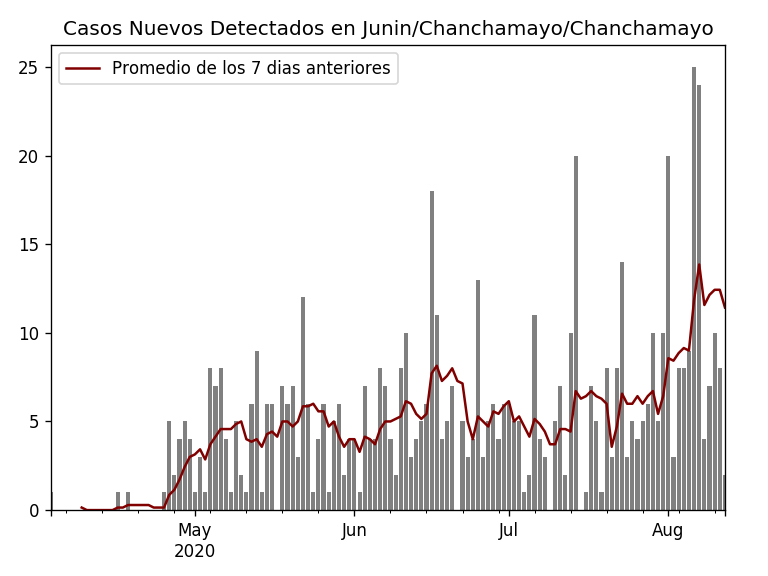 Casos Nuevos Detectados en Junin/Chanchamayo/Chanchamayo
Promedio de los 7 dias anteriores
25
20
15
10
5
0
May
2020
Jun
Jul
Aug